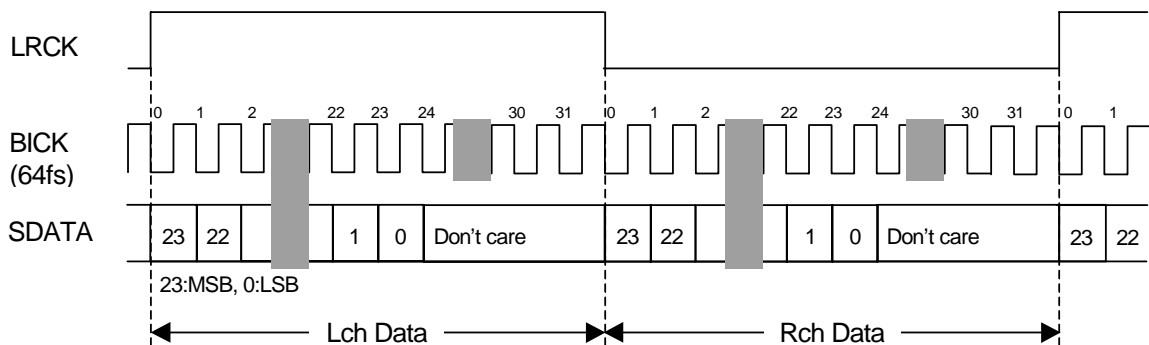 LRCK
0 1 2 22 23 24 30 31 0 1 2 22 23 24 30 31 0 1
BICK
(64fs)
SDATA 23 22 1 0 Don't care 23 22 1 0 Don't care 23 22
23:MSB, 0:LSB
Lch Data Rch Data